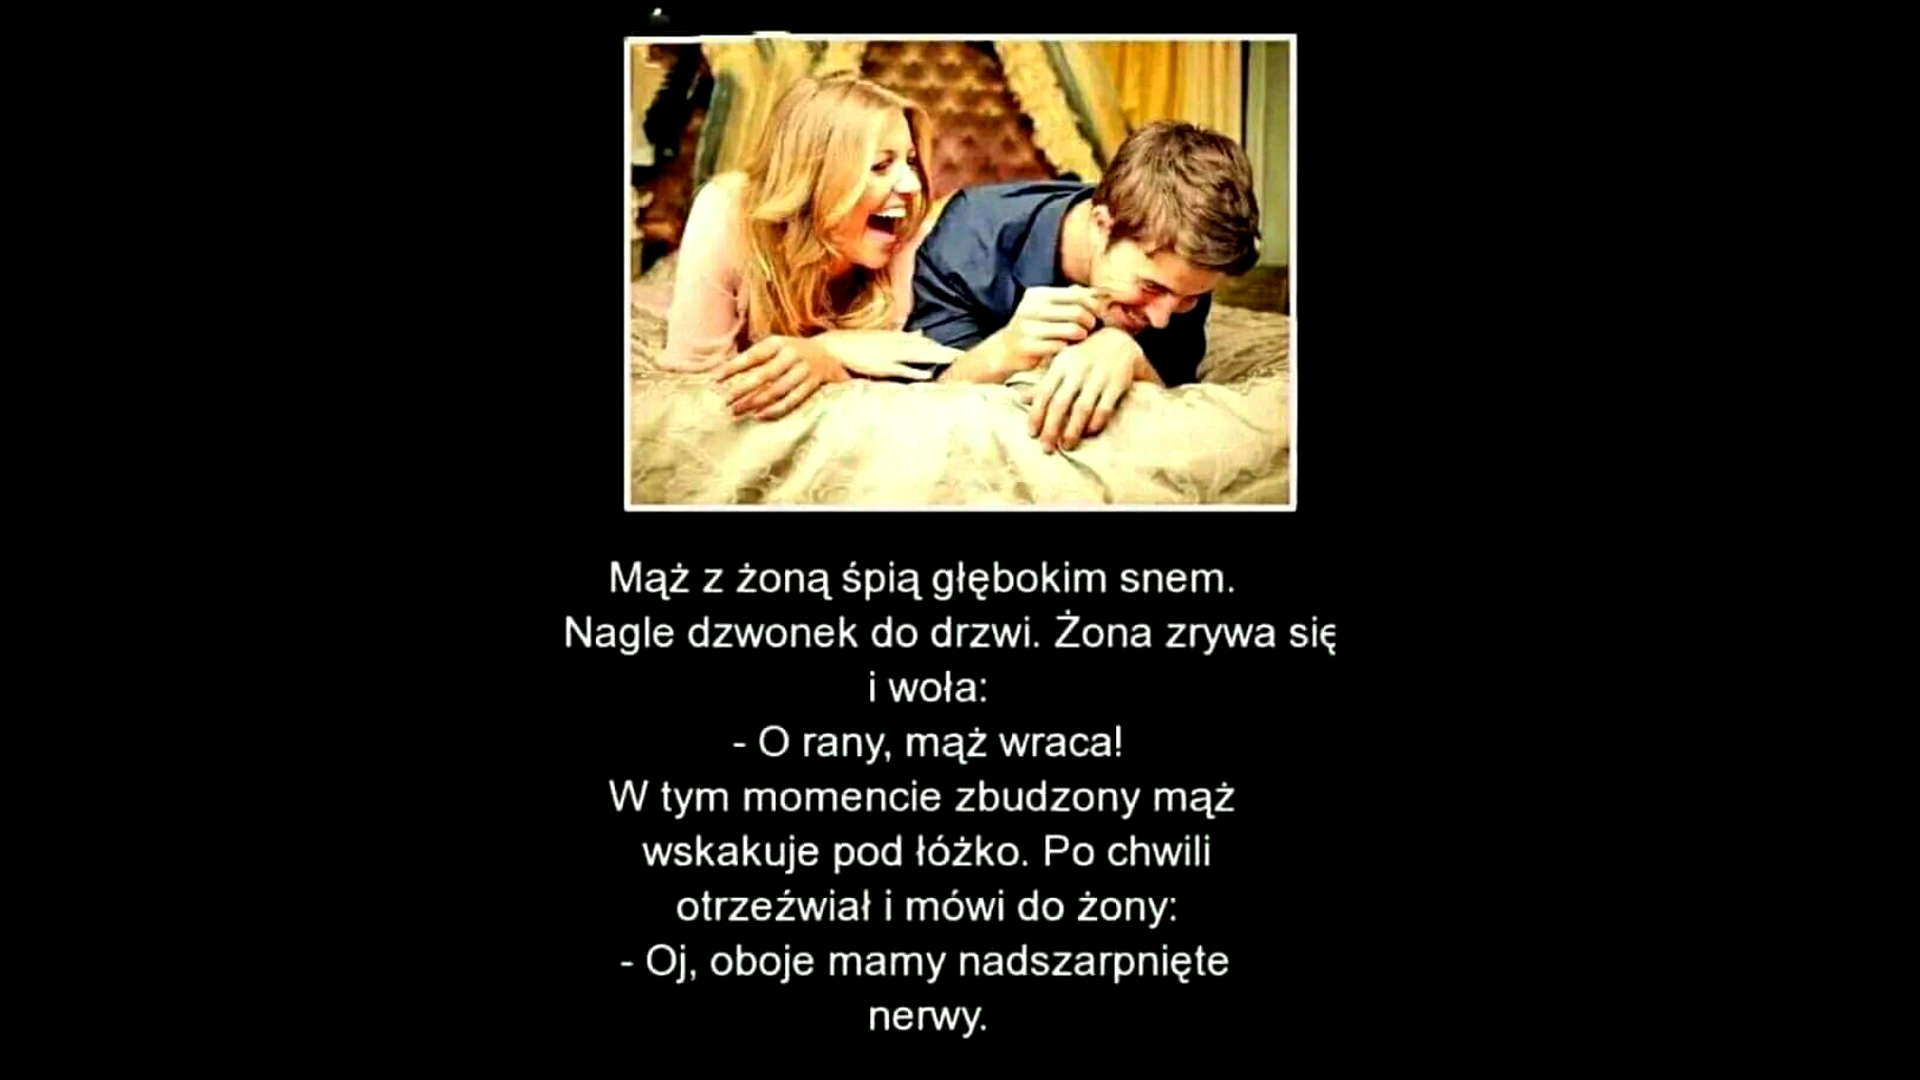 Mąż z żoną śpią głębokim snem.
Nagle dzwonek do drzwi. Żona zrywa się
i woła:
- O rany, mąż wraca!
W tym momencie zbudzony mąż
wskakuje pod łóżko. Po chwili
otrzeźwiał i mówi do żony:
- Oj, oboje mamy nadszarpnięte
nerwy.